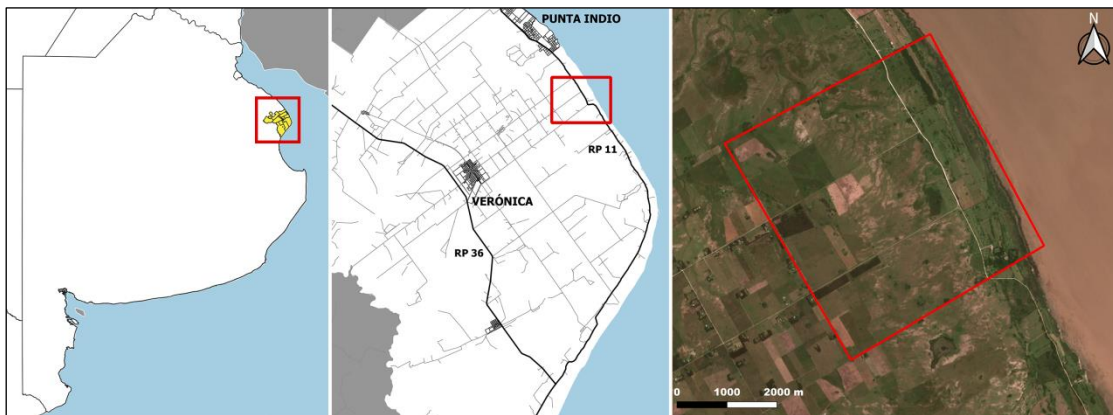 PUNTA INDIO
RP 11
VERÓNICA
RP 36
N
0 1000 2000 m